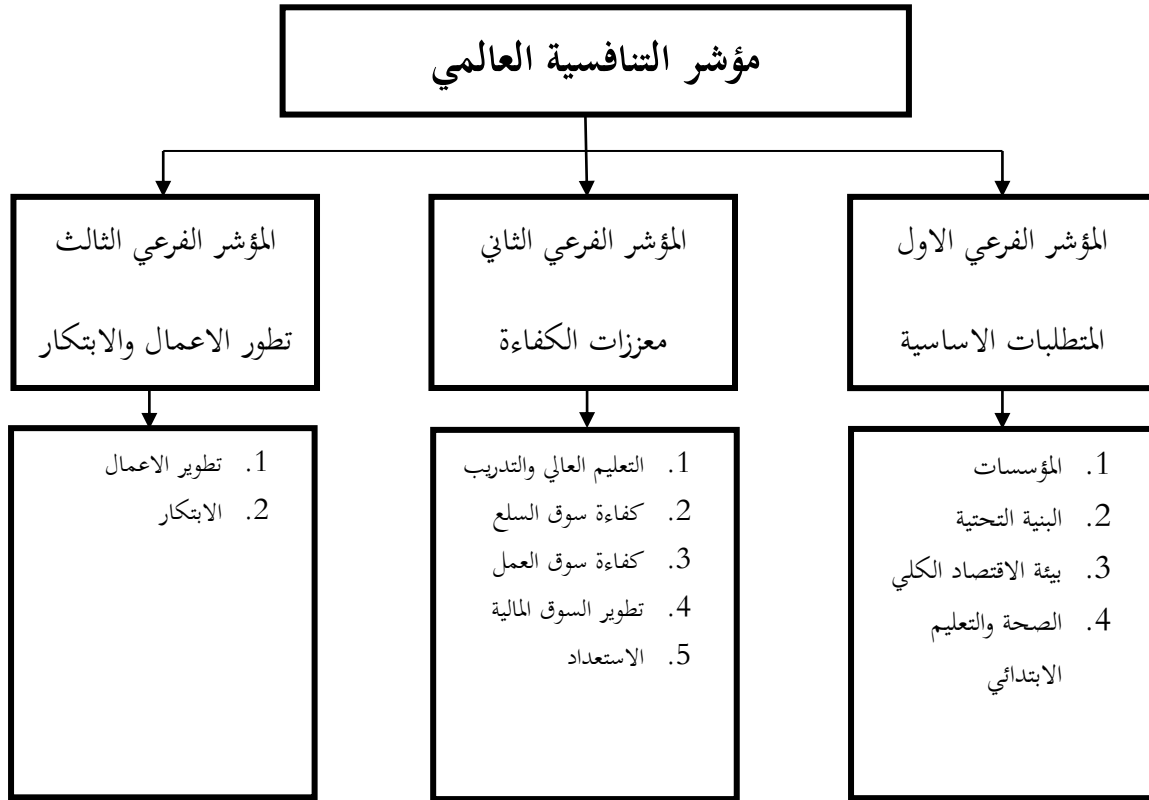 مؤشر التنافسية العالمي
المؤشر الفرعي الاول
المتطلبات الاساسية
المؤشر الفرعي الثاني
معززات الكفاءة
المؤشر الفرعي الثالث
تطور الاعمال والابتكار
1. المؤسسات
2. البنية التحتية
3. بيئة الاقتصاد الكلي
4. الصحة والتعليم
الابتدائي
1. التعليم العالي والتدريب
2. كفاءة سوق السلع
3. كفاءة سوق العمل
4. تطوير السوق المالية
5. الاستعداد
1. تطوير الاعمال
2. الابتكار